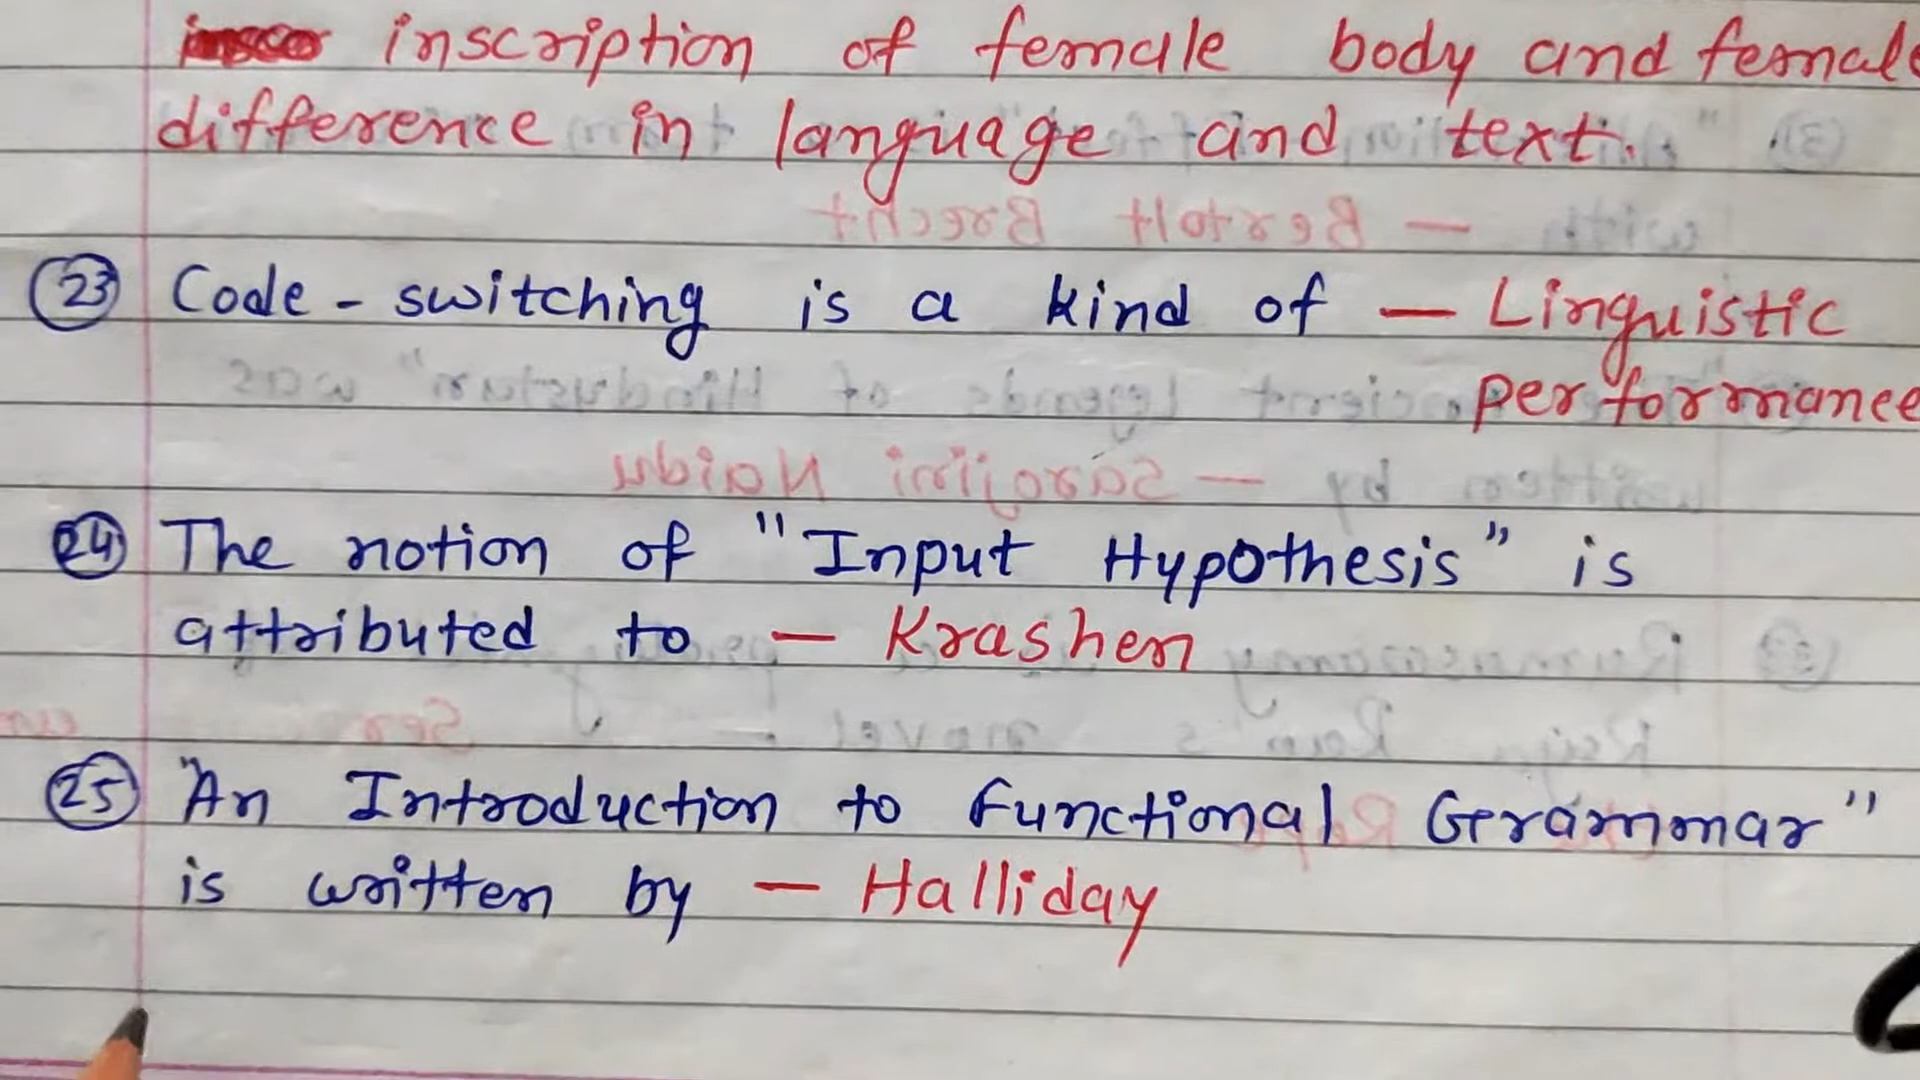 inscription of female body and female
difference in language and text."
23 Code-switching is a kind of — Linguistic
performance
24 The notion of "Input Hypothesis" is
attributed to — Krashen
25 "An Introduction to Functional Grammar"
is written by — Halliday